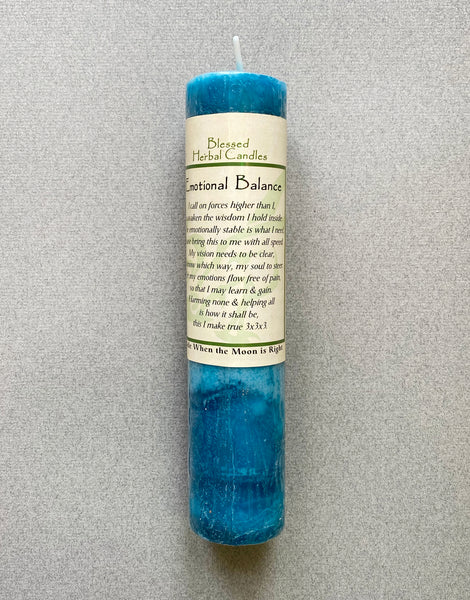 Blessed
Herbal Candles
Emotional Balance
I call on forces higher than I,
awaken the wisdom I hold inside.
emotionally stable is what I need,
bring this to me with all speed
My vision needs to be clear,
know which way, my soul to steer
my emotions flow free of pain,
so that I may learn & gain.
Harming none & helping all
is how it shall be,
this I make true 3x3x3.
When the Moon is Right